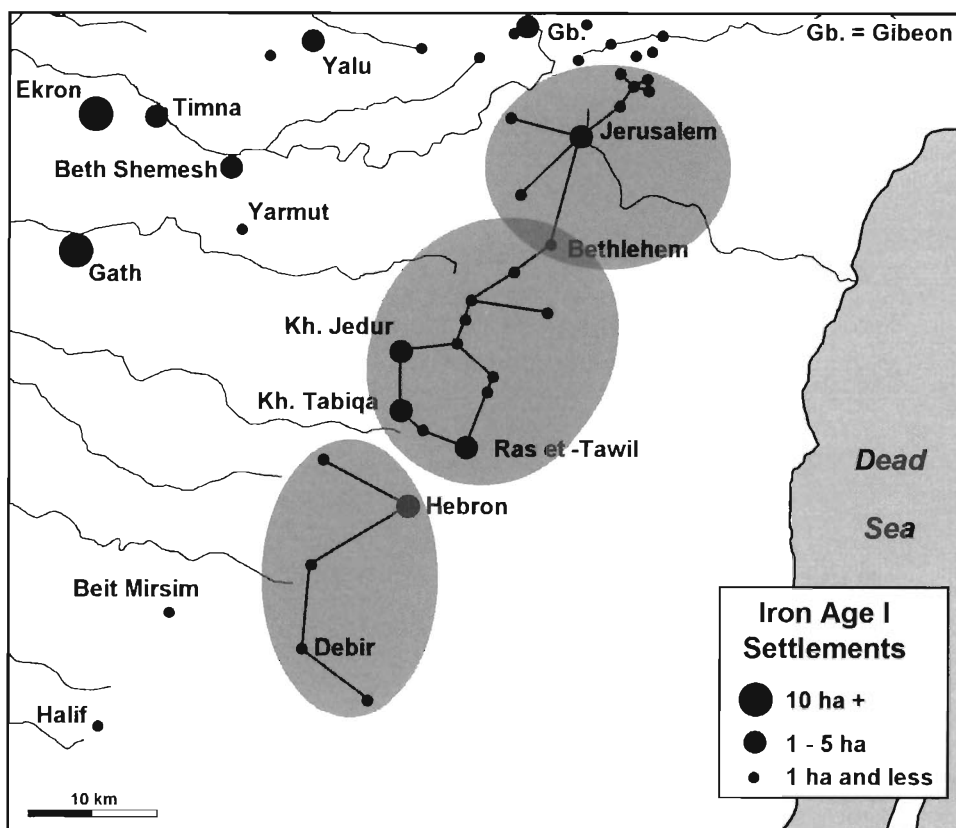 Gb.
Gb. = Gibeon
Yalu
Ekron
Timna
Jerusalem
Beth Shemesh
Yarmut
Bethlehem
Gath
Kh. Jedur
Kh. Tabiqa
Ras et -Tawil
Dead
Sea
Hebron
Beit Mirsim
Debir
Halif
Iron Age I
Settlements
10 ha +
1 - 5 ha
1 ha and less
10 km